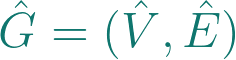 Ĝ = (V̂, Ê)